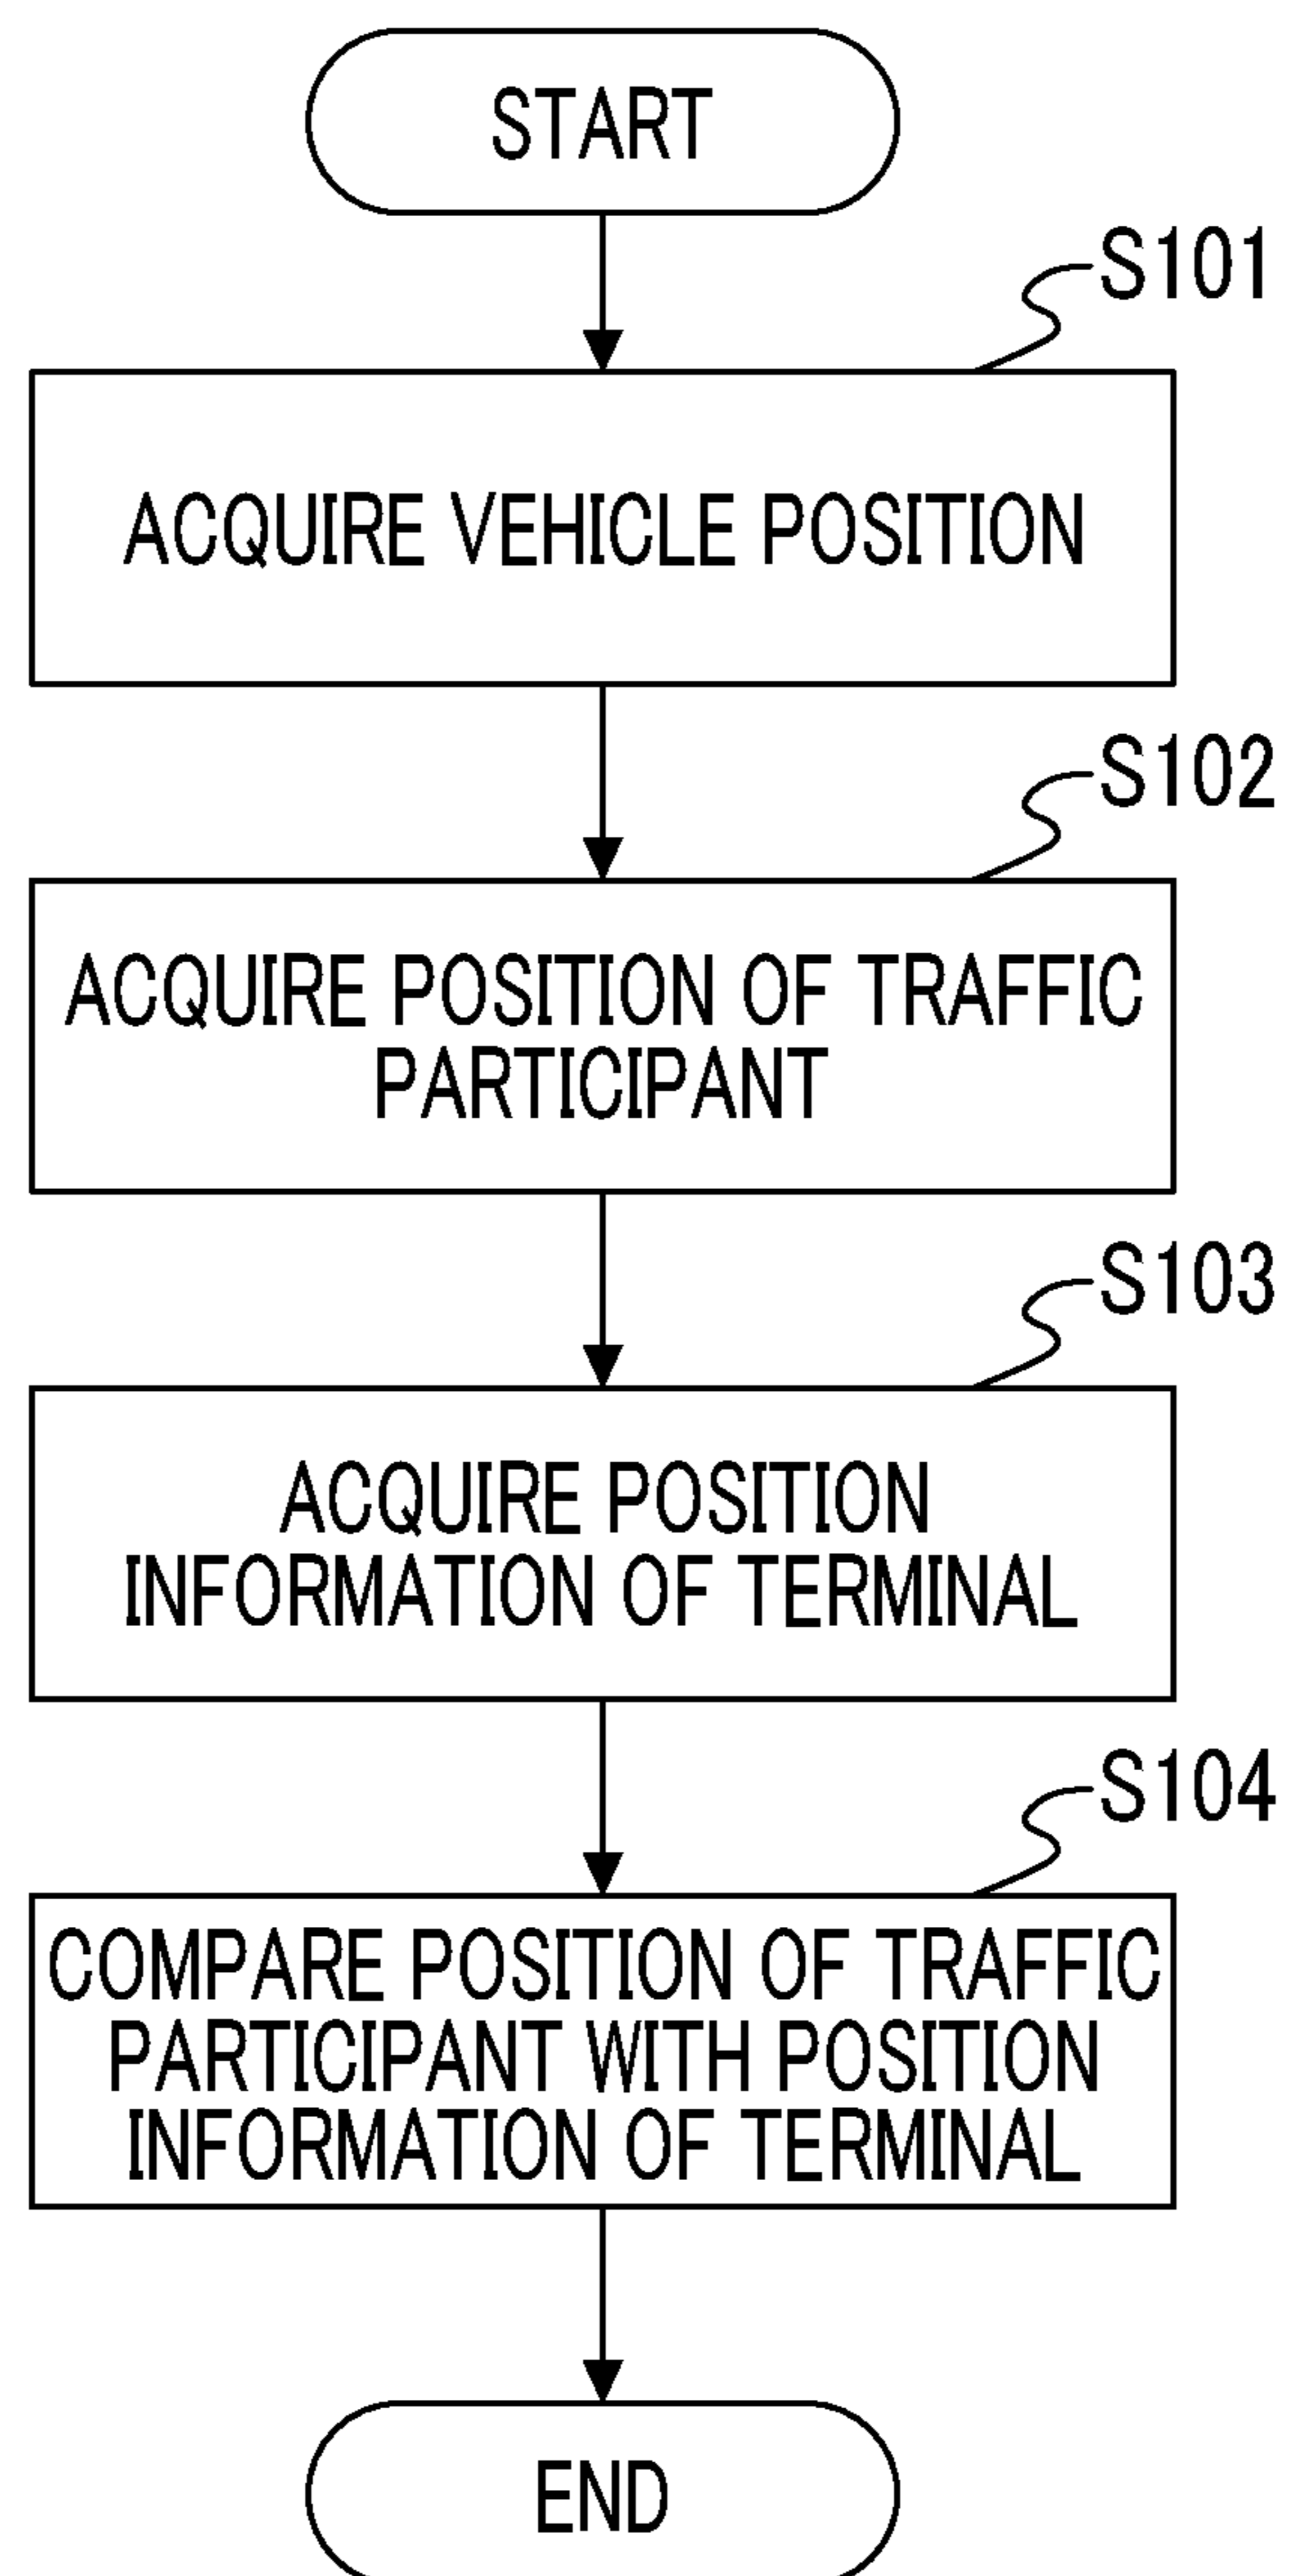 START
S101
ACQUIRE VEHICLE POSITION
S102
ACQUIRE POSITION OF TRAFFIC
PARTICIPANT
S103
ACQUIRE POSITION
INFORMATION OF TERMINAL
S104
COMPARE POSITION OF TRAFFIC
PARTICIPANT WITH POSITION
INFORMATION OF TERMINAL
END